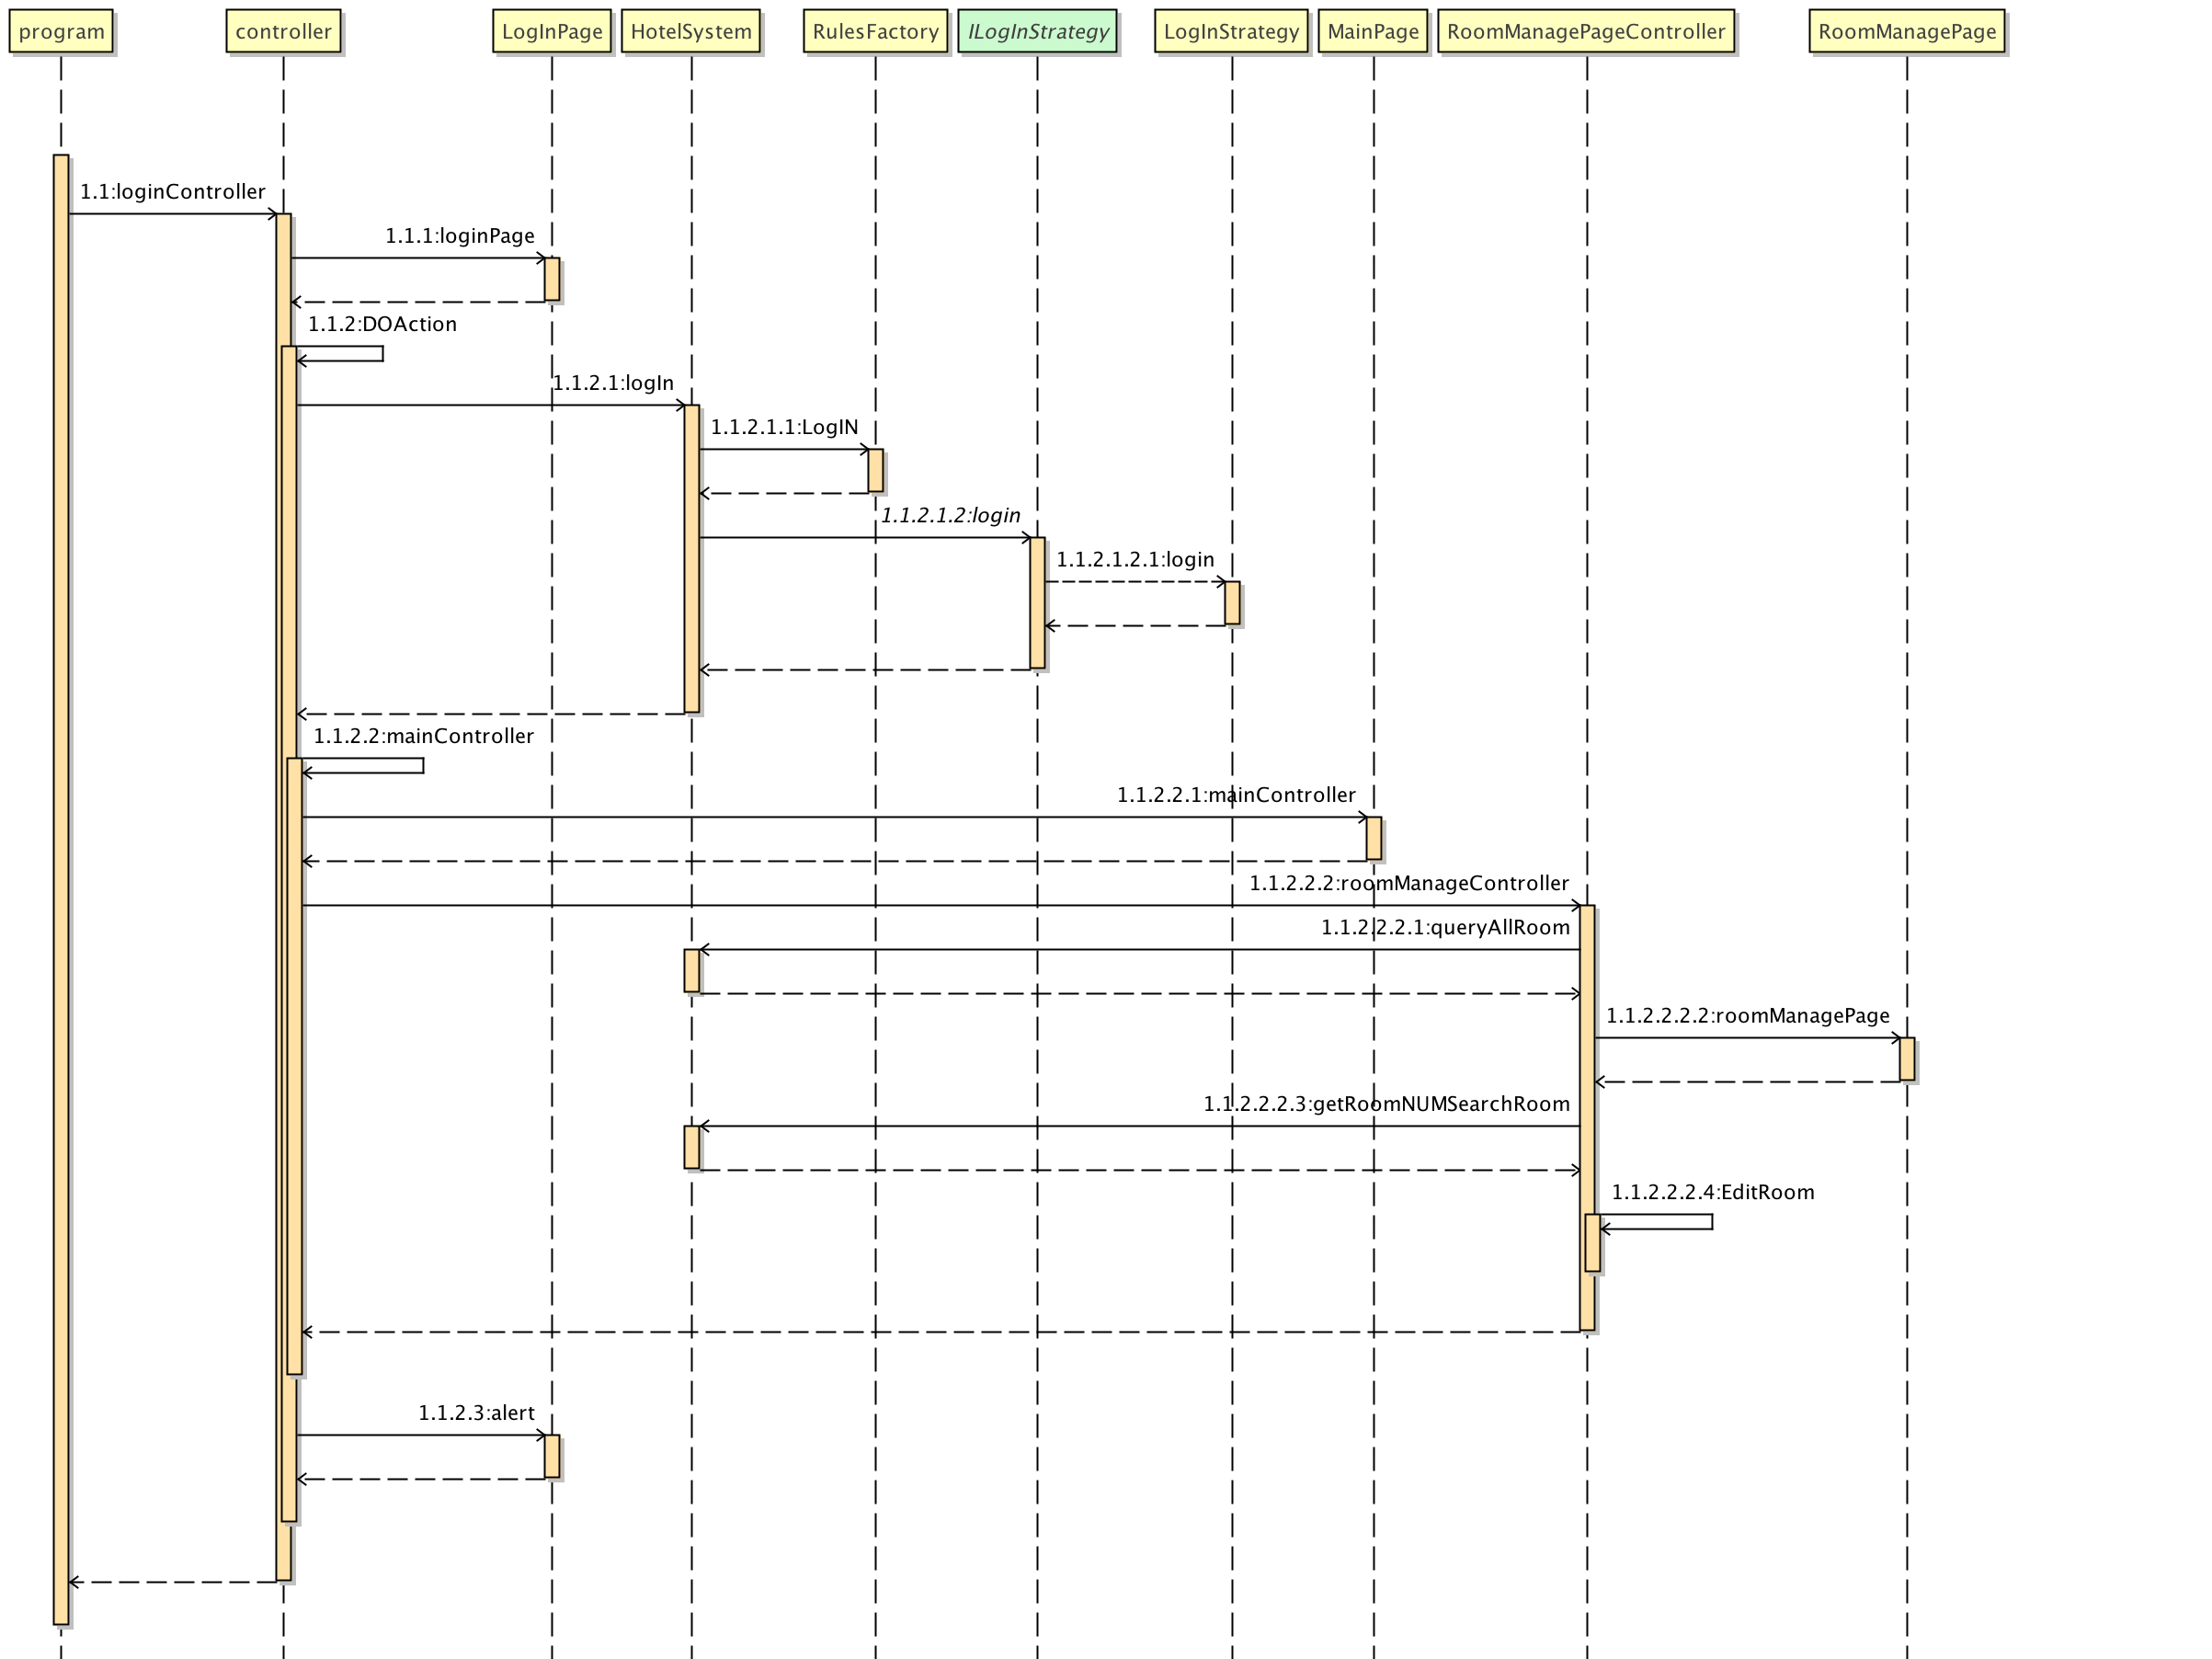 program
controller
LogInPage
HotelSystem
RulesFactory
ILogInStrategy
LogInStrategy
MainPage
RoomManagePageController
RoomManagePage
1.1:loginController
1.1.1:loginPage
1.1.2:DOAction
1.1.2.1:logIn
1.1.2.1.1:LogIN
1.1.2.1.2:login
1.1.2.1.2.1:login
1.1.2.2:mainController
1.1.2.2.1:mainController
1.1.2.2.2:roomManageController
1.1.2.2.2.1:queryAllRoom
1.1.2.2.2.2:roomManagePage
1.1.2.2.2.3:getRoomNUMSearchRoom
1.1.2.2.2.4:EditRoom
1.1.2.3:alert